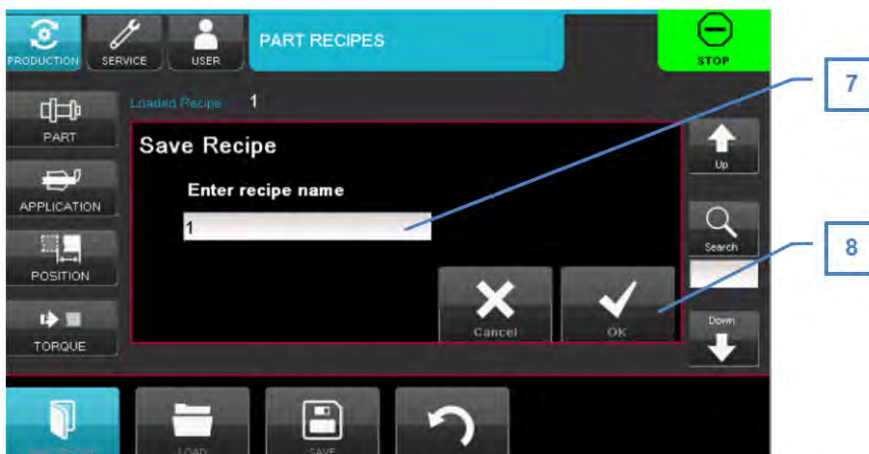 PRODUCTION
SERVICE
USER
PART RECIPES
STOP
7
Loaded Recipe 1
PART
Save Recipe
Up
Enter recipe name
APPLICATION
1
Search
8
POSITION
Cancel
OK
Down
TORQUE
LOAD
SAVE